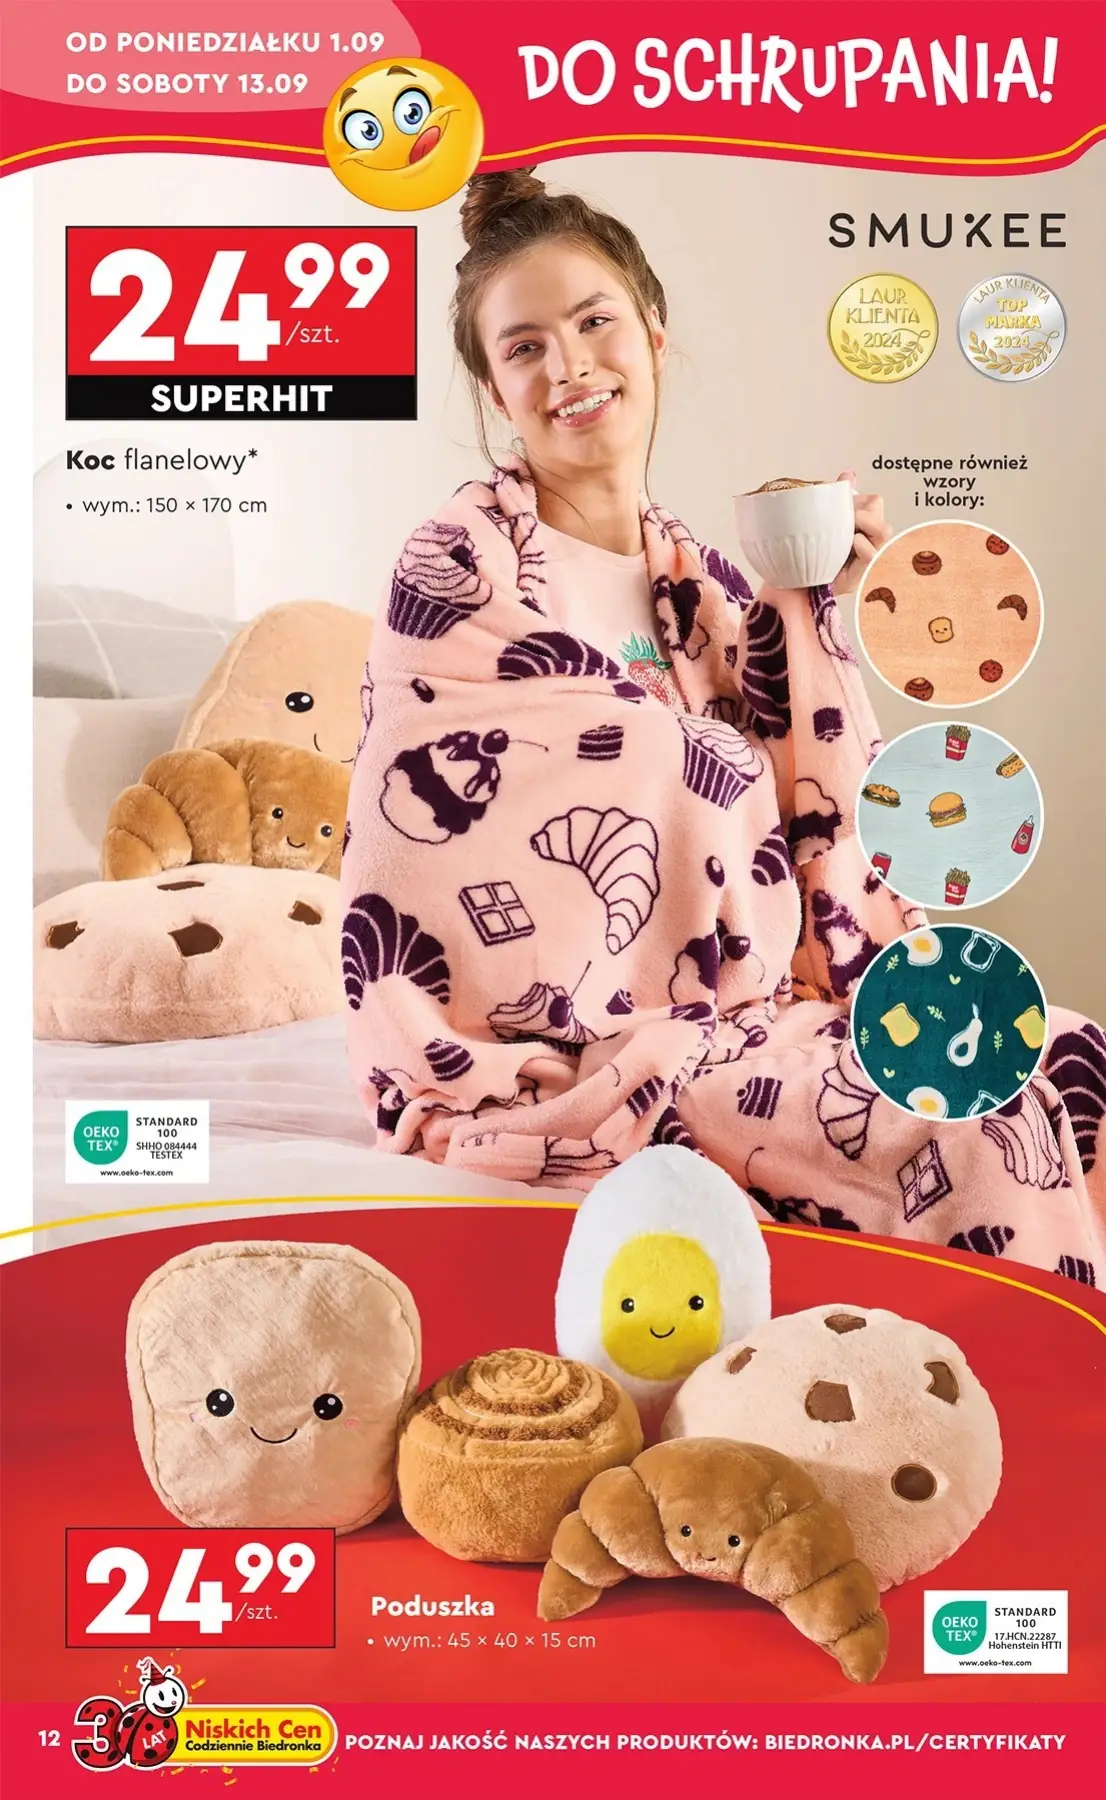 OD PONIEDZIAŁKU 1.09
DO SOBOTY 13.09
DO SCHRUPANIA!
SMUKEE
LAUR
KLIENTA
2024
LAUR KLIENTA
TOP
MARKA
2024
24 99
/szt.
SUPERHIT
Koc flanelowy*
• wym.: 150 × 170 cm
dostępne również
wzory
i kolory:
OEKO
TEX®
STANDARD
100
SHHO 084444
TESTEX
www.oeko-tex.com
24 99
/szt.
Poduszka
• wym.: 45 × 40 × 15 cm
OEKO
TEX®
STANDARD
100
17.HCN.22287
Hohenstein HTTI
www.oeko-tex.com
12
30
LAT
Niskich Cen
Codziennie Biedronka
POZNAJ JAKOŚĆ NASZYCH PRODUKTÓW: BIEDRONKA.PL/CERTYFIKATY